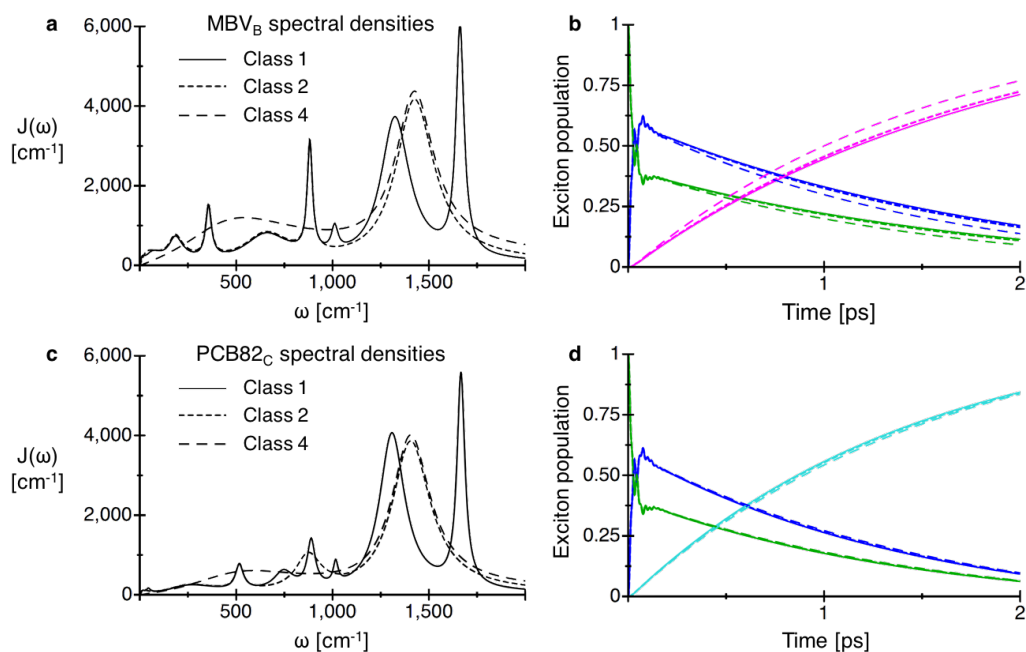 a
MBV_B spectral densities
6,000
4,000
2,000
0
J(ω)
[cm⁻¹]
Class 1
Class 2
Class 4
500
1,000
1,500
ω [cm⁻¹]
b
Exciton population
1
0.75
0.5
0.25
0
1
2
Time [ps]
c
PCB82_C spectral densities
6,000
4,000
2,000
0
J(ω)
[cm⁻¹]
Class 1
Class 2
Class 4
500
1,000
1,500
ω [cm⁻¹]
d
Exciton population
1
0.75
0.5
0.25
0
1
2
Time [ps]